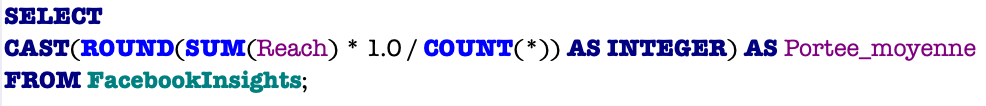 SELECT
CAST(ROUND(SUM(Reach) * 1.0 / COUNT(*)) AS INTEGER) AS Portee_moyenne
FROM FacebookInsights;